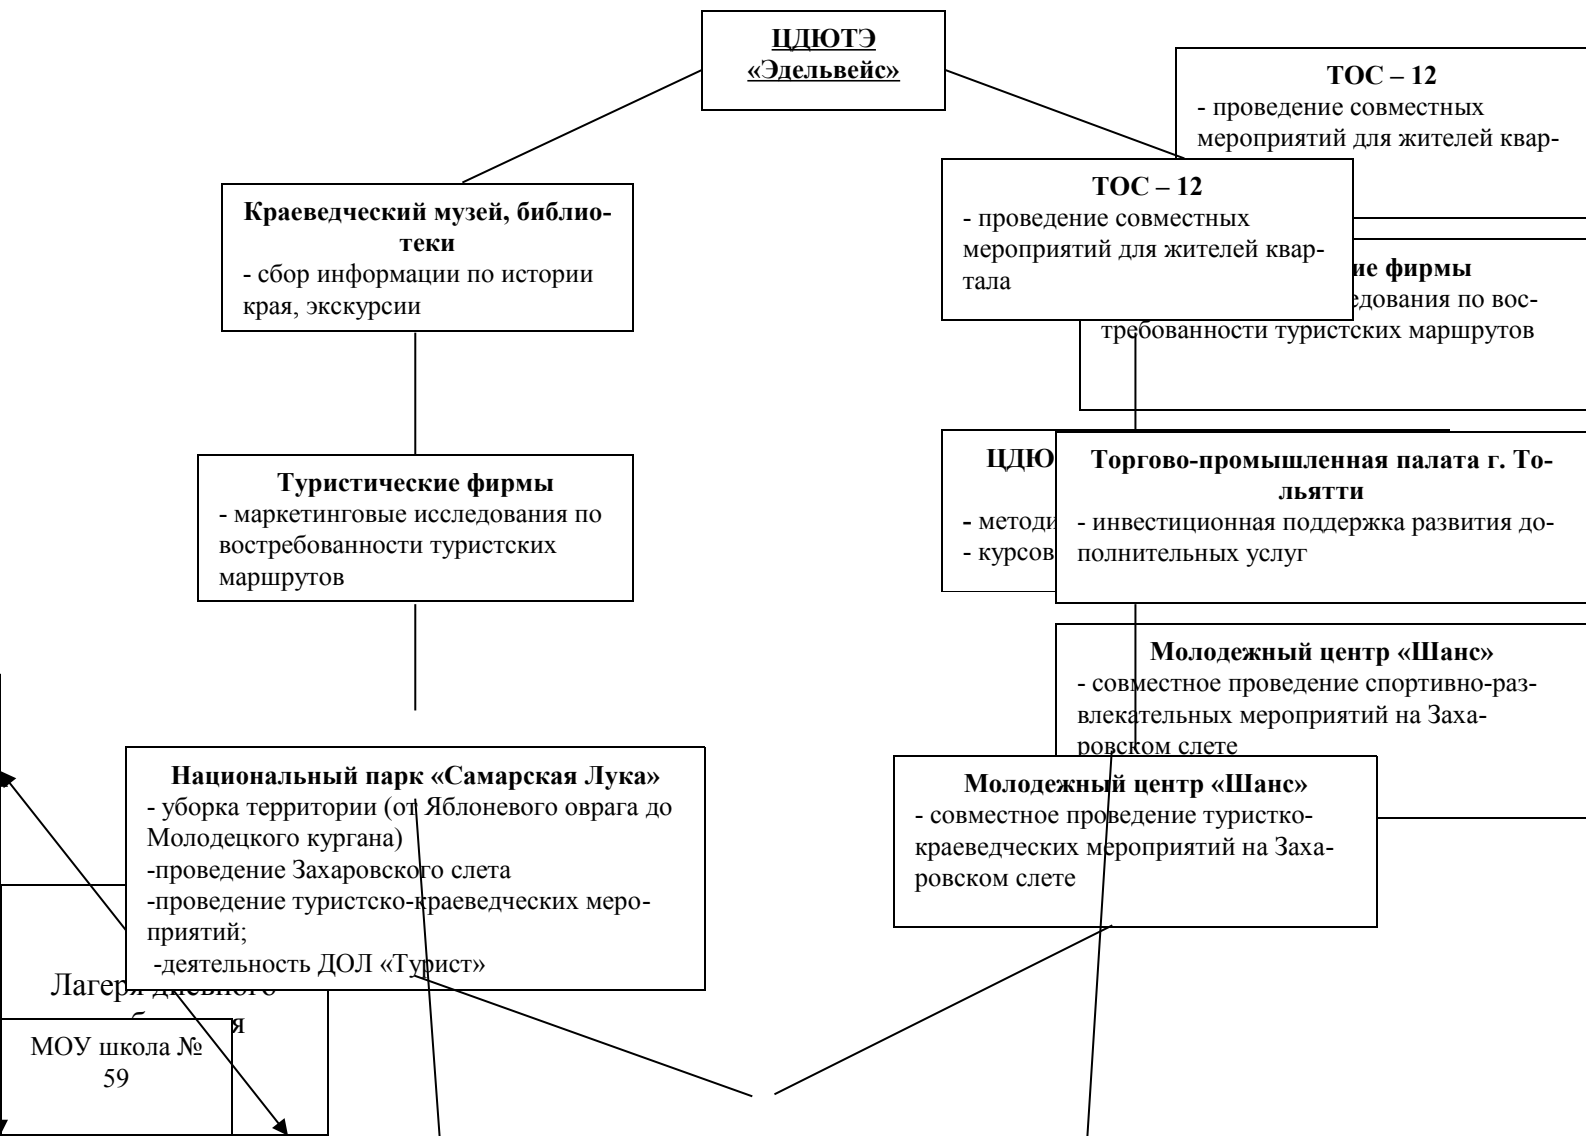 ЦДЮТЭ
«Эдельвейс»
ТОС – 12
- проведение совместных
мероприятий для жителей квар-
ТОС – 12
- проведение совместных
мероприятий для жителей квар-
тала
Краеведческий музей, библио-
теки
- сбор информации по истории
края, экскурсии
ие фирмы
едования по вос-
требованности туристских маршрутов
Туристические фирмы
- маркетинговые исследования по
востребованности туристских
маршрутов
ЦДЮ
- методи
- курсов
Торгово-промышленная палата г. То-
льятти
- инвестиционная поддержка развития до-
полнительных услуг
Молодежный центр «Шанс»
- совместное проведение спортивно-раз-
влекательных мероприятий на Заха-
ровском слете
Национальный парк «Самарская Лука»
- уборка территории (от Яблоневого оврага до
Молодецкого кургана)
-проведение Захаровского слета
-проведение туристско-краеведческих меро-
приятий;
-деятельность ДОЛ «Турист»
Молодежный центр «Шанс»
- совместное проведение туристко-
краеведческих мероприятий на Заха-
ровском слете
Лагеря дневного
я
МОУ школа №
59